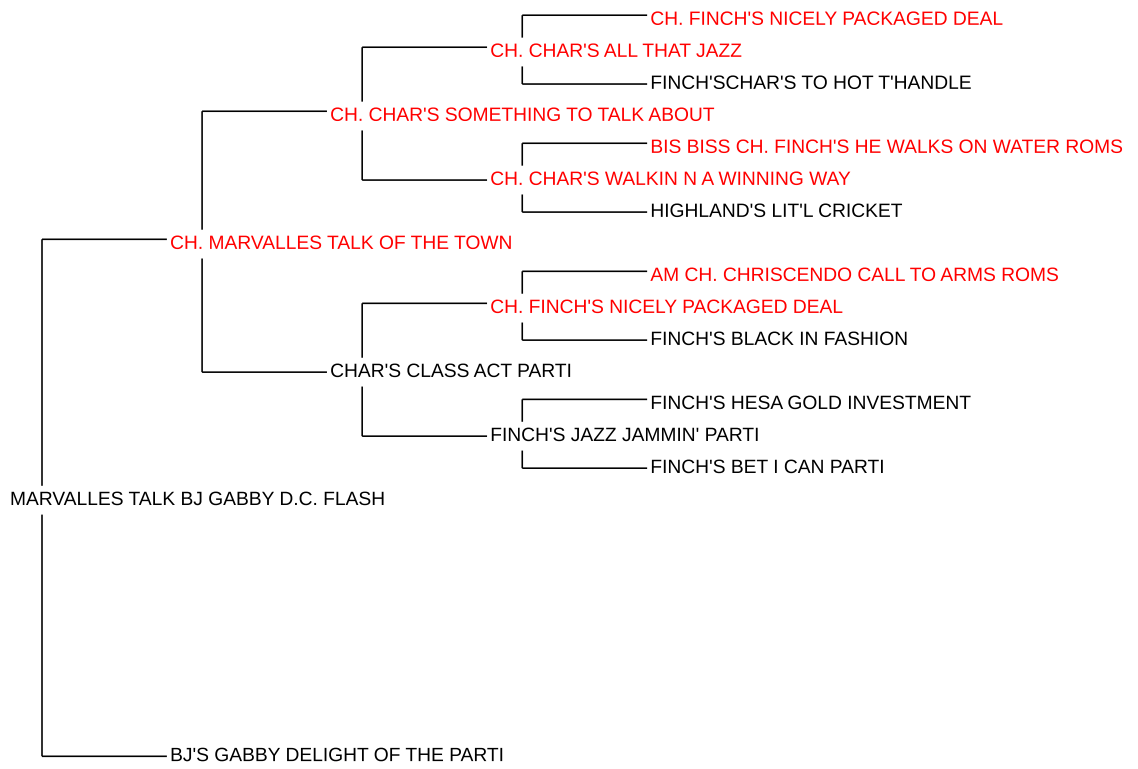 CH. FINCH'S NICELY PACKAGED DEAL
CH. CHAR'S ALL THAT JAZZ
FINCH'SCHAR'S TO HOT T'HANDLE
CH. CHAR'S SOMETHING TO TALK ABOUT
BIS BISS CH. FINCH'S HE WALKS ON WATER ROMS
CH. CHAR'S WALKIN N A WINNING WAY
HIGHLAND'S LIT'L CRICKET
CH. MARVALLES TALK OF THE TOWN
AM CH. CHRISCENDO CALL TO ARMS ROMS
CH. FINCH'S NICELY PACKAGED DEAL
FINCH'S BLACK IN FASHION
CHAR'S CLASS ACT PARTI
FINCH'S HESA GOLD INVESTMENT
FINCH'S JAZZ JAMMIN' PARTI
FINCH'S BET I CAN PARTI
MARVALLES TALK BJ GABBY D.C. FLASH
BJ'S GABBY DELIGHT OF THE PARTI